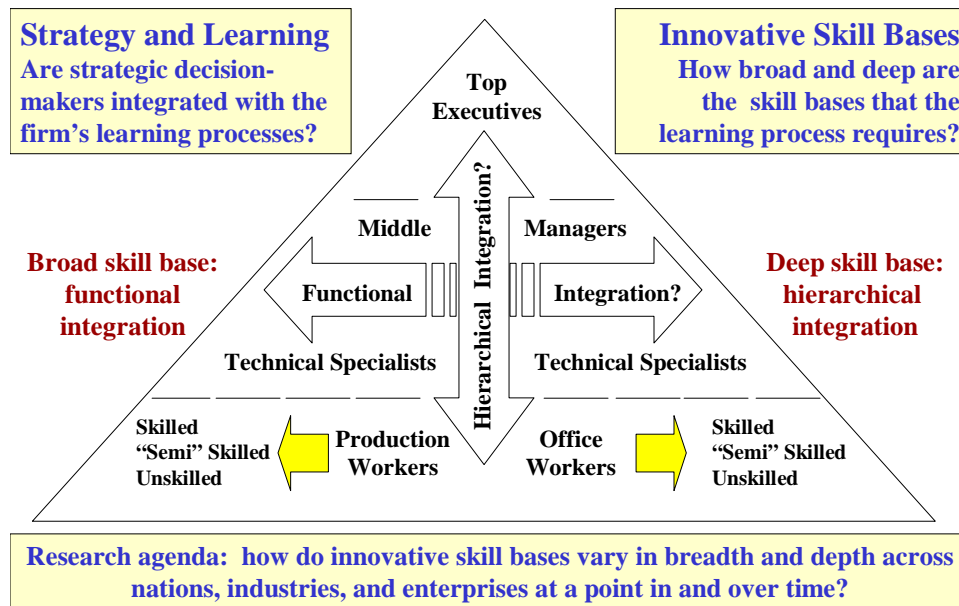 Strategy and Learning
Are strategic decision-
makers integrated with the
firm's learning processes?
Innovative Skill Bases
How broad and deep are
the skill bases that the
learning process requires?
Top
Executives
Hierarchical Integration?
Middle
Managers
Broad skill base:
functional
integration
Functional
Integration?
Deep skill base:
hierarchical
integration
Technical Specialists
Technical Specialists
Skilled
“Semi” Skilled
Unskilled
Production
Workers
Office
Workers
Skilled
“Semi” Skilled
Unskilled
Research agenda: how do innovative skill bases vary in breadth and depth across
nations, industries, and enterprises at a point in and over time?